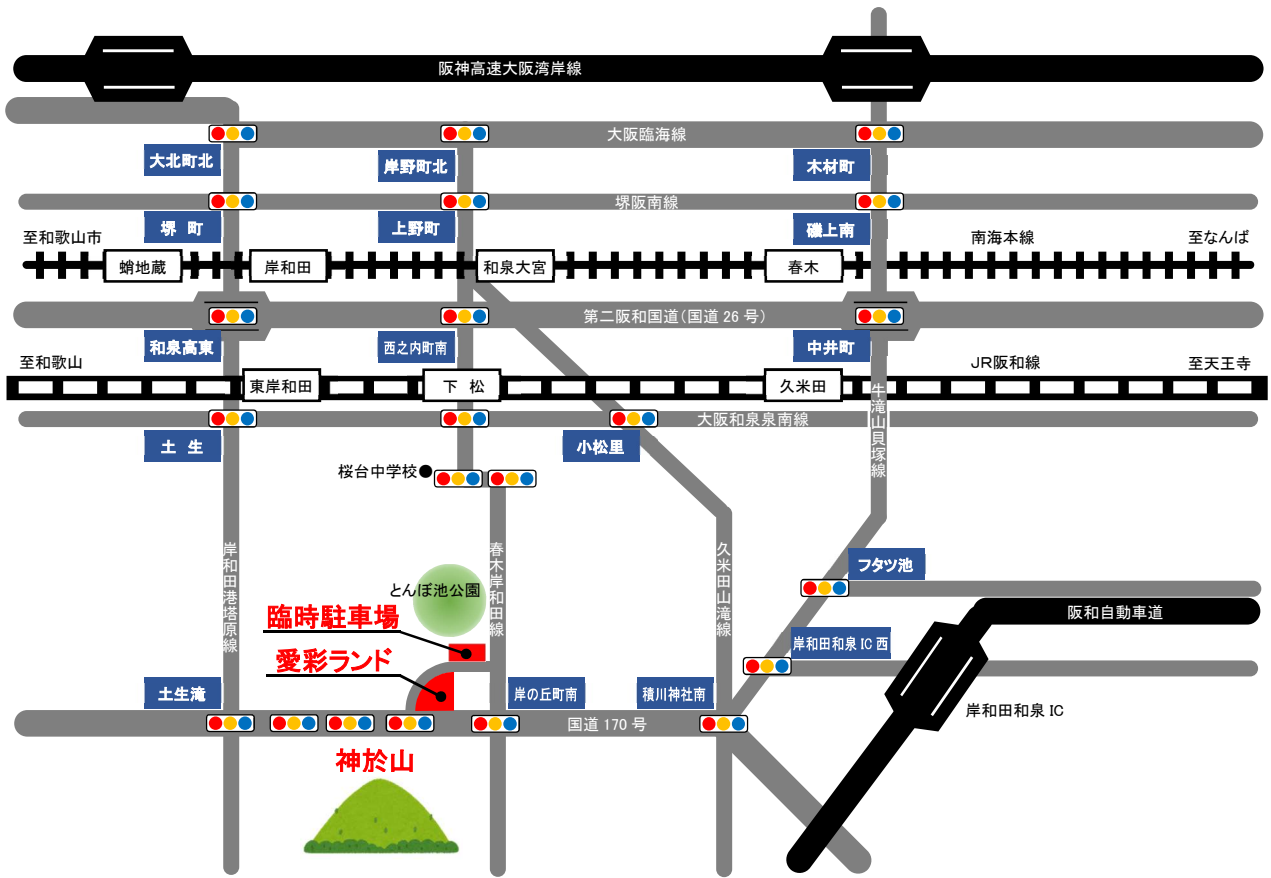 阪神高速大阪湾岸線
大阪臨海線
大北町北
岸野町北
木材町
堺阪南線
堺 町
上野町
磯上南
至和歌山市
南海本線
至なんば
蛸地蔵
岸和田
和泉大宮
春木
第二阪和国道(国道 26 号)
和泉高東
西之内町南
中井町
至和歌山
JR阪和線
至天王寺
東岸和田
下 松
久米田
牛滝山貝塚線
大阪和泉泉南線
土 生
小松里
桜台中学校
岸和田港塔原線
春木岸和田線
久米田山滝線
フタツ池
とんぼ池公園
臨時駐車場
阪和自動車道
岸和田和泉 IC 西
愛彩ランド
土生滝
岸の丘町南
積川神社南
岸和田和泉 IC
国道 170 号
神於山